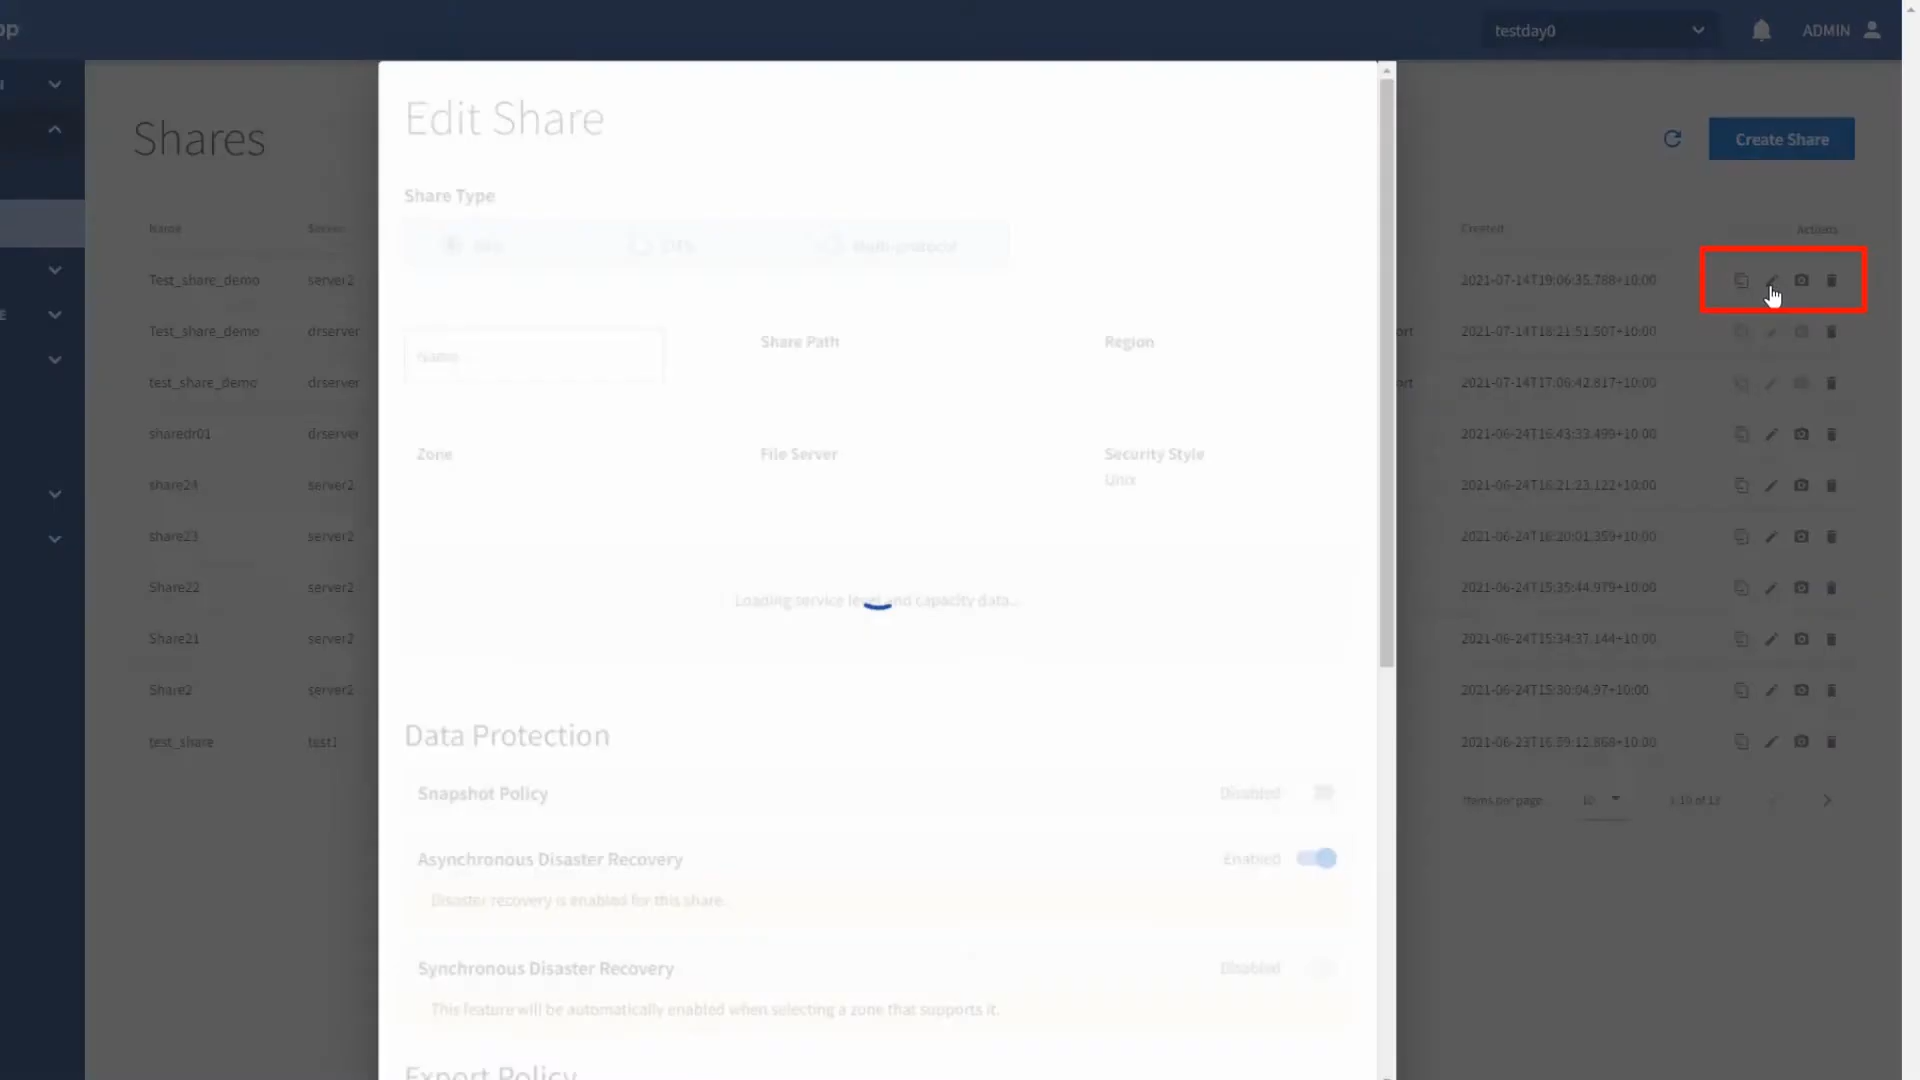 pp
testday0
ADMIN
Shares
Create Share
Edit Share
Share Type
CIFS
Multi-protocol
Name
Share Path
Region
Zone
File Server
Security Style
Unix
Loading service level and capacity data...
Data Protection
Snapshot Policy
Disabled
Asynchronous Disaster Recovery
Enabled
Disaster recovery is enabled for this share.
Synchronous Disaster Recovery
Disabled
This feature will be automatically enabled when selecting a zone that supports it.
Export Policy
Name Server Created Actions
Test_share_demo server2 2021-07-14T19:06:35.788+10:00
Test_share_demo drserver ort 2021-07-14T18:21:51.507+10:00
test_share_demo drserver ort 2021-07-14T17:06:42.817+10:00
sharedr01 drserver 2021-06-24T16:43:33.499+10:00
share24 server2 2021-06-24T16:21:23.122+10:00
share23 server2 2021-06-24T16:20:01.359+10:00
Share22 server2 2021-06-24T15:35:44.979+10:00
Share21 server2 2021-06-24T15:34:37.144+10:00
Share2 server2 2021-06-24T15:30:04.97+10:00
test_share test1 2021-06-23T16:59:12.868+10:00
Items per page: 10